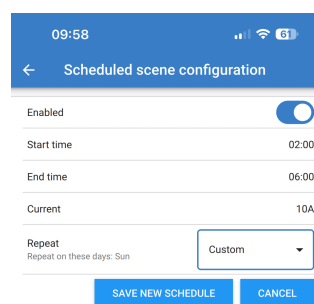 09:58
61
Scheduled scene configuration
Enabled
Start time 02:00
End time 06:00
Current 10A
Repeat
Repeat on these days: Sun
Custom
SAVE NEW SCHEDULE CANCEL